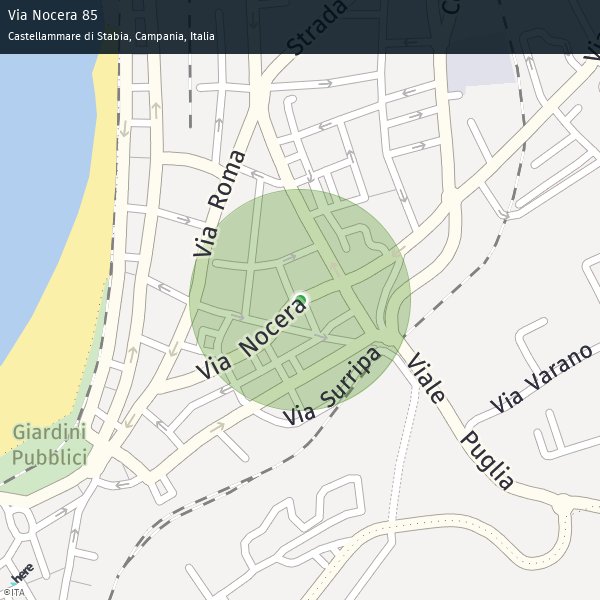 Via Nocera 85
Castellammare di Stabia, Campania, Italia
Strada
C
Via
Via Roma
Via Nocera
Via Surripa
Viale Puglia
Via Varano
Giardini
Pubblici
here
©ITA